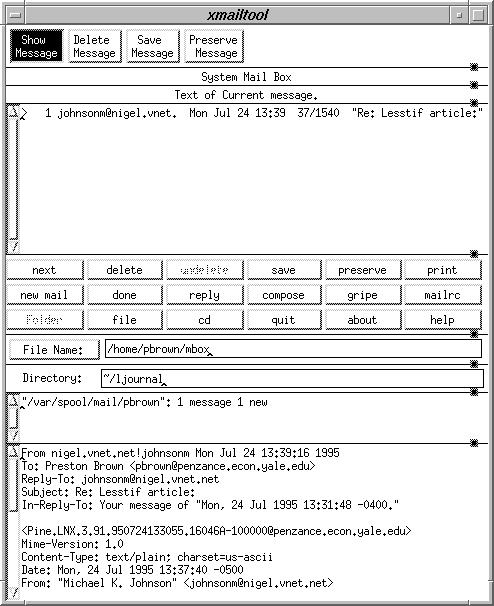 xmailtool
Show Message
Delete Message
Save Message
Preserve Message
System Mail Box
Text of Current message.
> 1 johnsonm@nigel.vnet. Mon Jul 24 13:39 37/1540 "Re: Lesstif article:"
next delete undelete save preserve print
new mail done reply compose gripe mailrc
Folder file cd quit about help
File Name: /home/pbrown/mbox
Directory: ~/ljournal
"/var/spool/mail/pbrown": 1 message 1 new
From nigel.vnet.net!johnsonm Mon Jul 24 13:39:16 1995
To: Preston Brown <pbrown@penzance.econ.yale.edu>
Reply-To: johnsonm@nigel.vnet.net
Subject: Re: Lesstif article:
In-Reply-To: Your message of "Mon, 24 Jul 1995 13:31:48 -0400."
<Pine.LNX.3.91.950724133055.16046A-100000@penzance.econ.yale.edu>
Mime-Version: 1.0
Content-Type: text/plain; charset=us-ascii
Date: Mon, 24 Jul 1995 13:37:40 -0500
From: "Michael K. Johnson" <johnsonm@nigel.vnet.net>